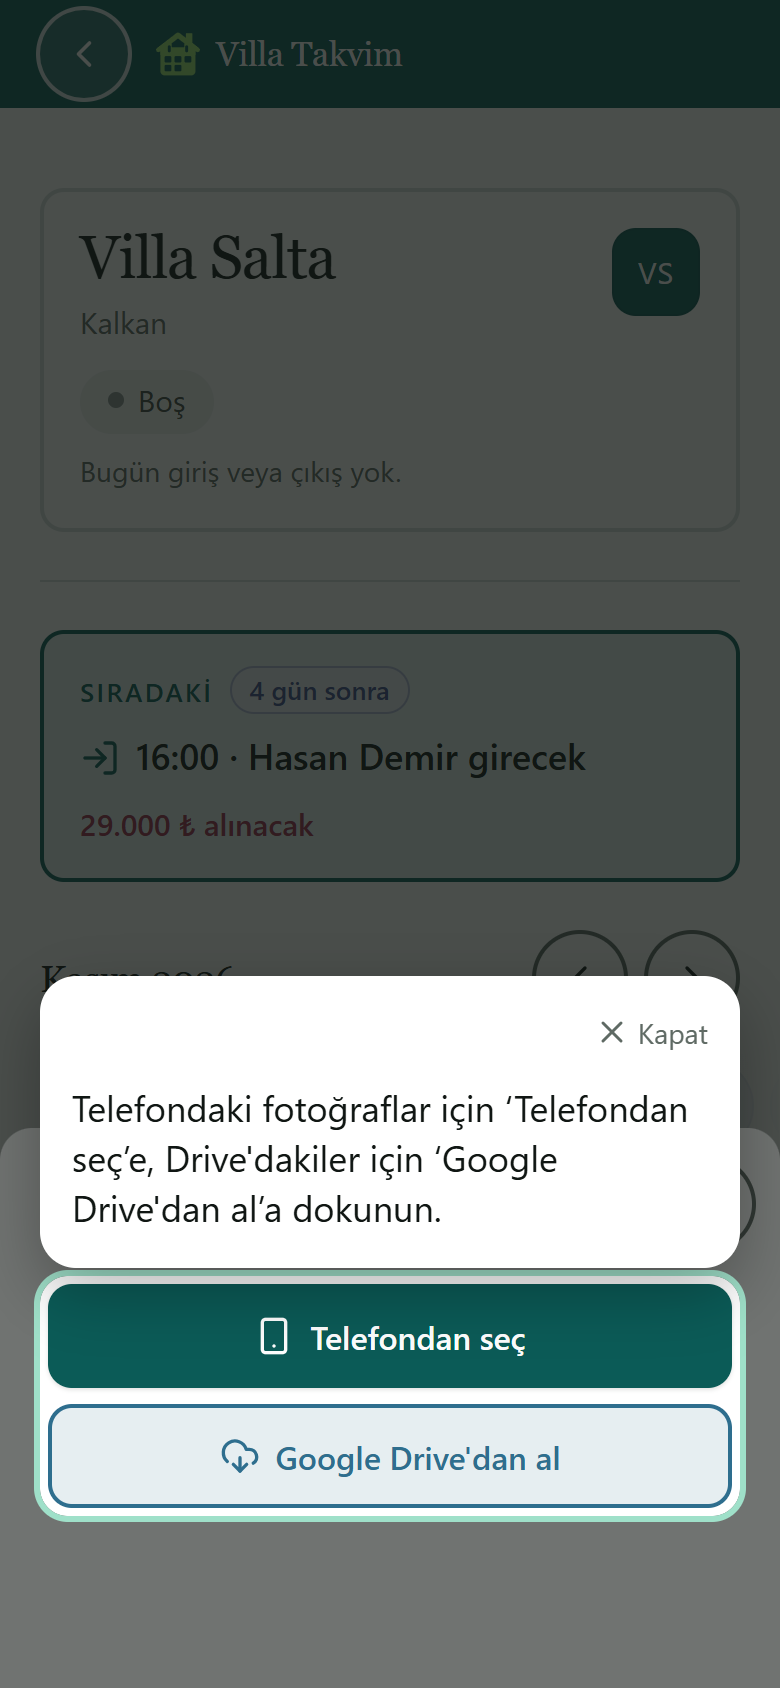 Villa Takvim
Villa Salta
VS
Kalkan
Boş
Bugün giriş veya çıkış yok.
SIRADAKİ
4 gün sonra
16:00 · Hasan Demir girecek
29.000 ₺ alınacak
Kapat
Telefondaki fotoğraflar için ‘Telefondan
seç’e, Drive'dakiler için ‘Google
Drive'dan al’a dokunun.
Telefondan seç
Google Drive'dan al